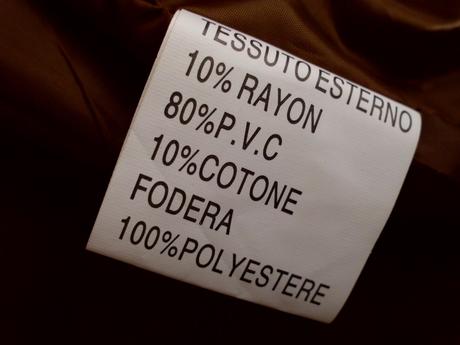 TESSUTO ESTERNO
10% RAYON
80%P.V.C
10%COTONE
FODERA
100%POLYESTERE